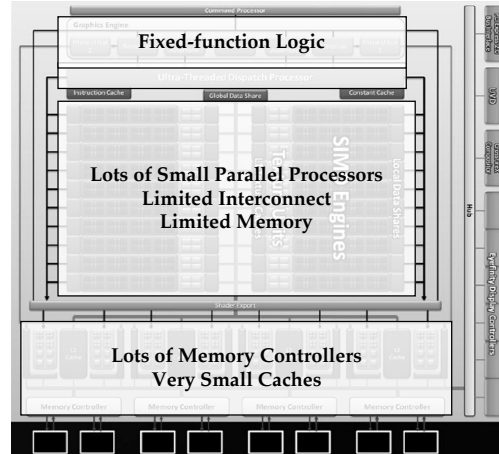 Command Processor
Graphics Engine
Fixed-function Logic
Ultra-Threaded Dispatch Processor
Instruction Cache
Global Data Share
Constant Cache
Lots of Small Parallel Processors
Limited Interconnect
Limited Memory
SIMD Engines
Local Data Shares
Shader Export
Lots of Memory Controllers
Very Small Caches
Memory Controller
Memory Controller
Memory Controller
Memory Controller
Hub
UVD
Eyefinity Display Controllers